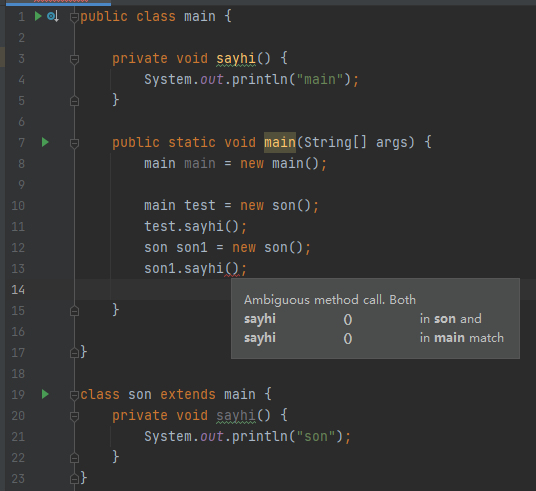 1 public class main {
2
3 private void sayhi() {
4 System.out.println("main");
5 }
6
7 public static void main(String[] args) {
8 main main = new main();
9
10 main test = new son();
11 test.sayhi();
12 son son1 = new son();
13 son1.sayhi();
14
Ambiguous method call. Both
sayhi () in son and
sayhi () in main match
15 }
16
17 }
18
19 class son extends main {
20 private void sayhi() {
21 System.out.println("son");
22 }
23 }